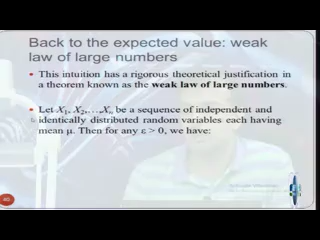 Back to the expected value: weak
law of large numbers
• This intuition has a rigorous theoretical justification in
a theorem known as the weak law of large numbers.
• Let X₁, X₂,…,Xₙ be a sequence of independent and
identically distributed random variables each having
mean μ. Then for any ε > 0, we have:
40